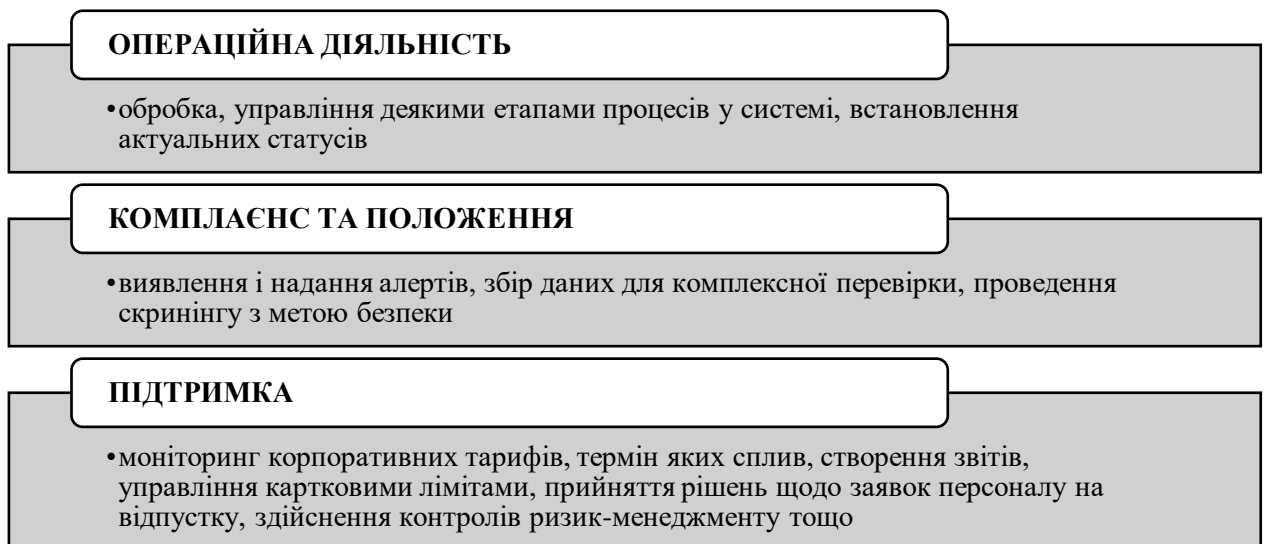 ОПЕРАЦІЙНА ДІЯЛЬНІСТЬ
•обробка, управління деякими етапами процесів у системі, встановлення
актуальних статусів
КОМПЛАЄНС ТА ПОЛОЖЕННЯ
•виявлення і надання алертів, збір даних для комплексної перевірки, проведення
скринінгу з метою безпеки
ПІДТРИМКА
•моніторинг корпоративних тарифів, термін яких сплив, створення звітів,
управління картковими лімітами, прийняття рішень щодо заявок персоналу на
відпустку, здійснення контролів ризик-менеджменту тощо